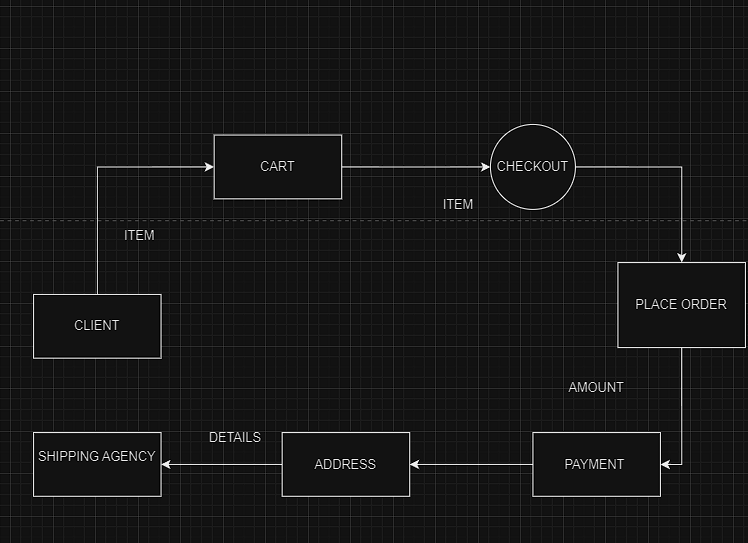 CART
CHECKOUT
ITEM
ITEM
CLIENT
PLACE ORDER
AMOUNT
DETAILS
SHIPPING AGENCY
ADDRESS
PAYMENT